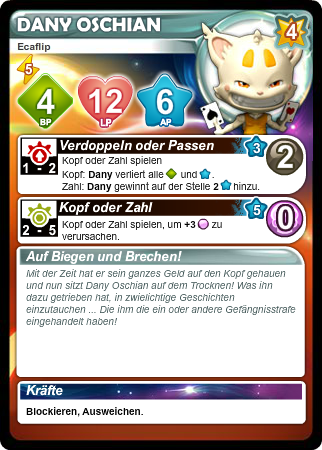 DANY OSCHIAN
4
Ecaflip
5
4
BP
12
LP
6
AP
Verdoppeln oder Passen
3
2
1 - 2
Kopf oder Zahl spielen
Kopf: Dany verliert alle und .
Zahl: Dany gewinnt auf der Stelle 2 hinzu.
Kopf oder Zahl
5
0
2 - 5
Kopf oder Zahl spielen, um +3 zu
verursachen.
Auf Biegen und Brechen!
Mit der Zeit hat er sein ganzes Geld auf den Kopf gehauen
und nun sitzt Dany Oschian auf dem Trocknen! Was ihn
dazu getrieben hat, in zwielichtige Geschichten
einzutauchen ... Die ihm die ein oder andere Gefängnisstrafe
eingehandelt haben!
Kräfte
Blockieren, Ausweichen.